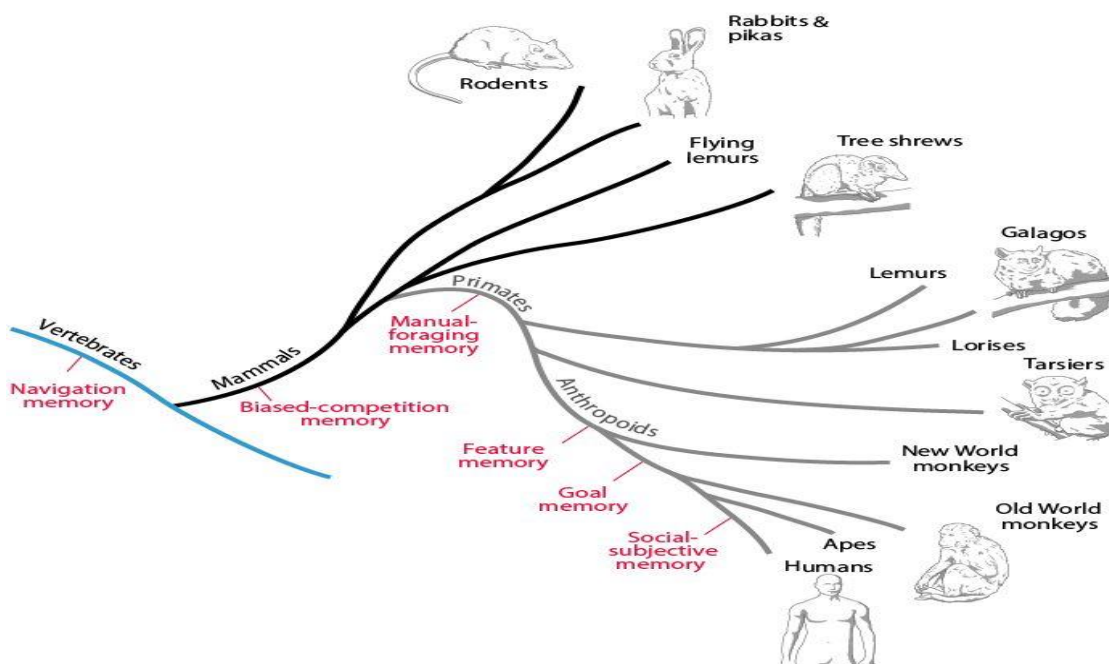 Rabbits &
pikas
Rodents
Flying
lemurs
Tree shrews
Galagos
Lemurs
Primates
Manual-
foraging
memory
Lorises
Vertebrates
Mammals
Tarsiers
Navigation
memory
Biased-competition
memory
Anthropoids
Feature
memory
New World
monkeys
Goal
memory
Old World
monkeys
Social-
subjective
memory
Apes
Humans